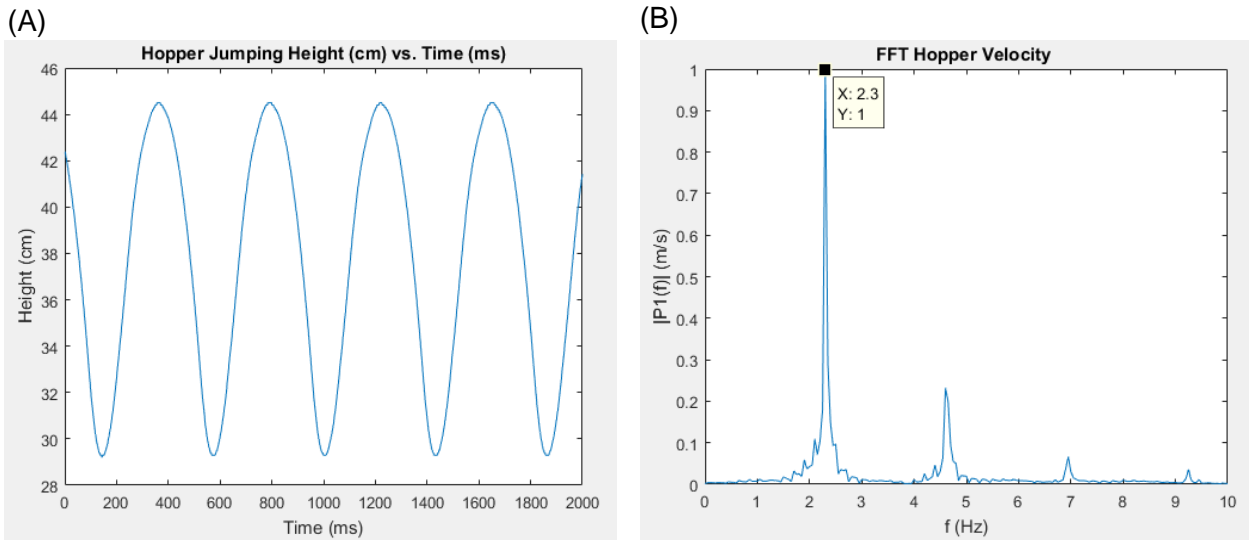 (A)
Hopper Jumping Height (cm) vs. Time (ms)
46
44
42
40
38
36
34
32
30
28
Height (cm)
0 200 400 600 800 1000 1200 1400 1600 1800 2000
Time (ms)
(B)
FFT Hopper Velocity
1
0.9
0.8
0.7
0.6
0.5
0.4
0.3
0.2
0.1
0
|P1(f)| (m/s)
X: 2.3
Y: 1
0 1 2 3 4 5 6 7 8 9 10
f (Hz)